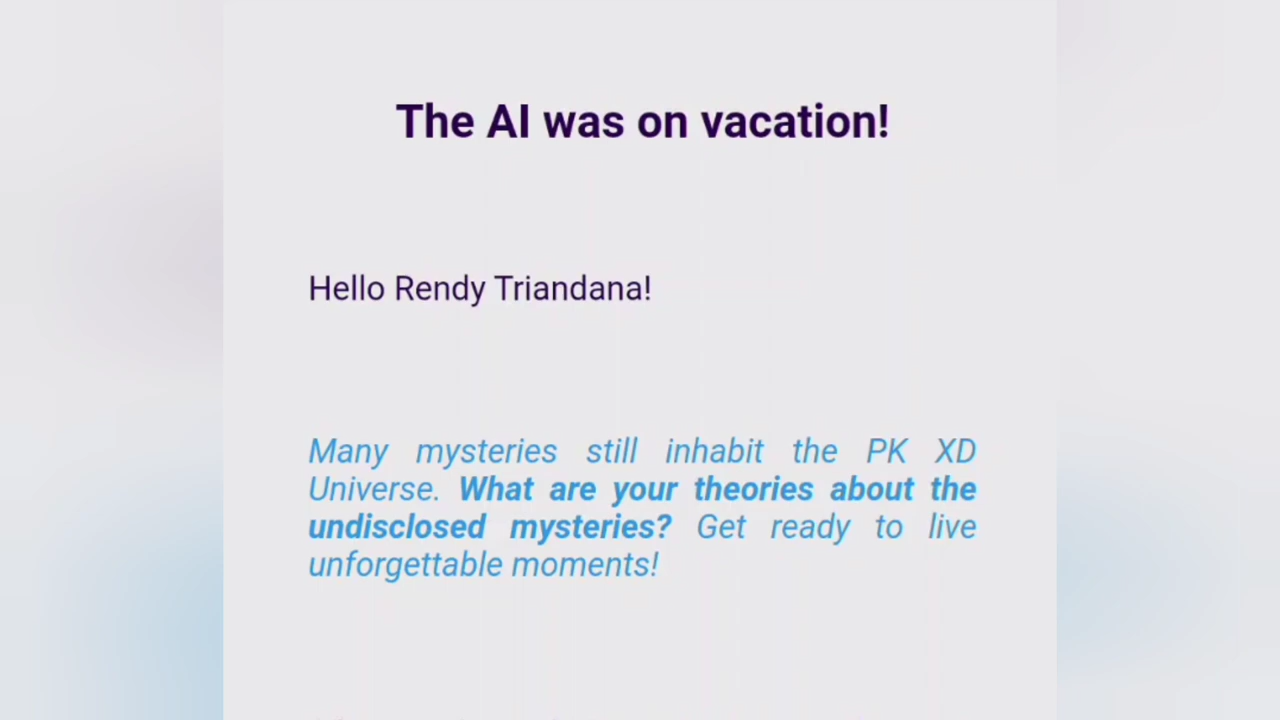 The AI was on vacation!
Hello Rendy Triandana!
Many mysteries still inhabit the PK XD
Universe. What are your theories about the
undisclosed mysteries? Get ready to live
unforgettable moments!